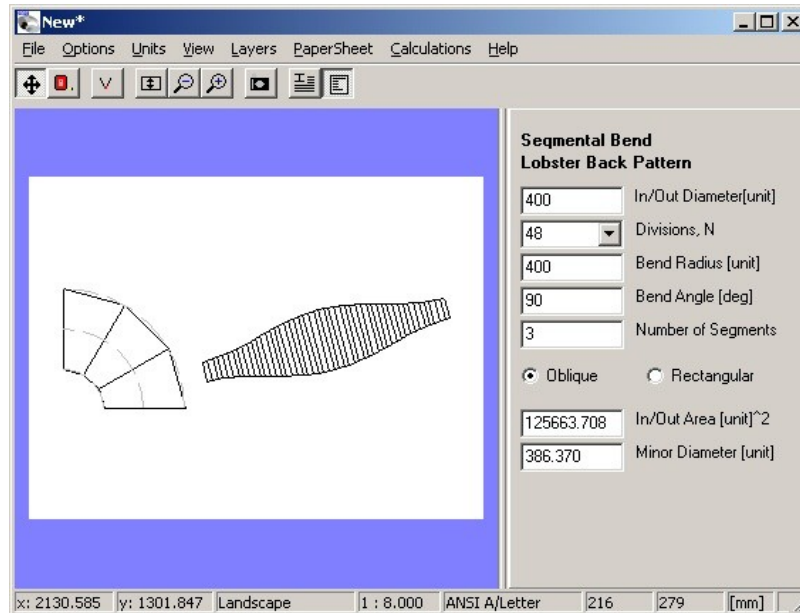 New*
File Options Units View Layers PaperSheet Calculations Help
Seqmental Bend
Lobster Back Pattern
400 In/Out Diameter[unit]
48 Divisions, N
400 Bend Radius [unit]
90 Bend Angle [deg]
3 Number of Segments
Oblique Rectangular
125663.708 In/Out Area [unit]^2
386.370 Minor Diameter [unit]
x: 2130.585 y: 1301.847 Landscape 1 : 8.000 ANSI A/Letter 216 279 [mm]